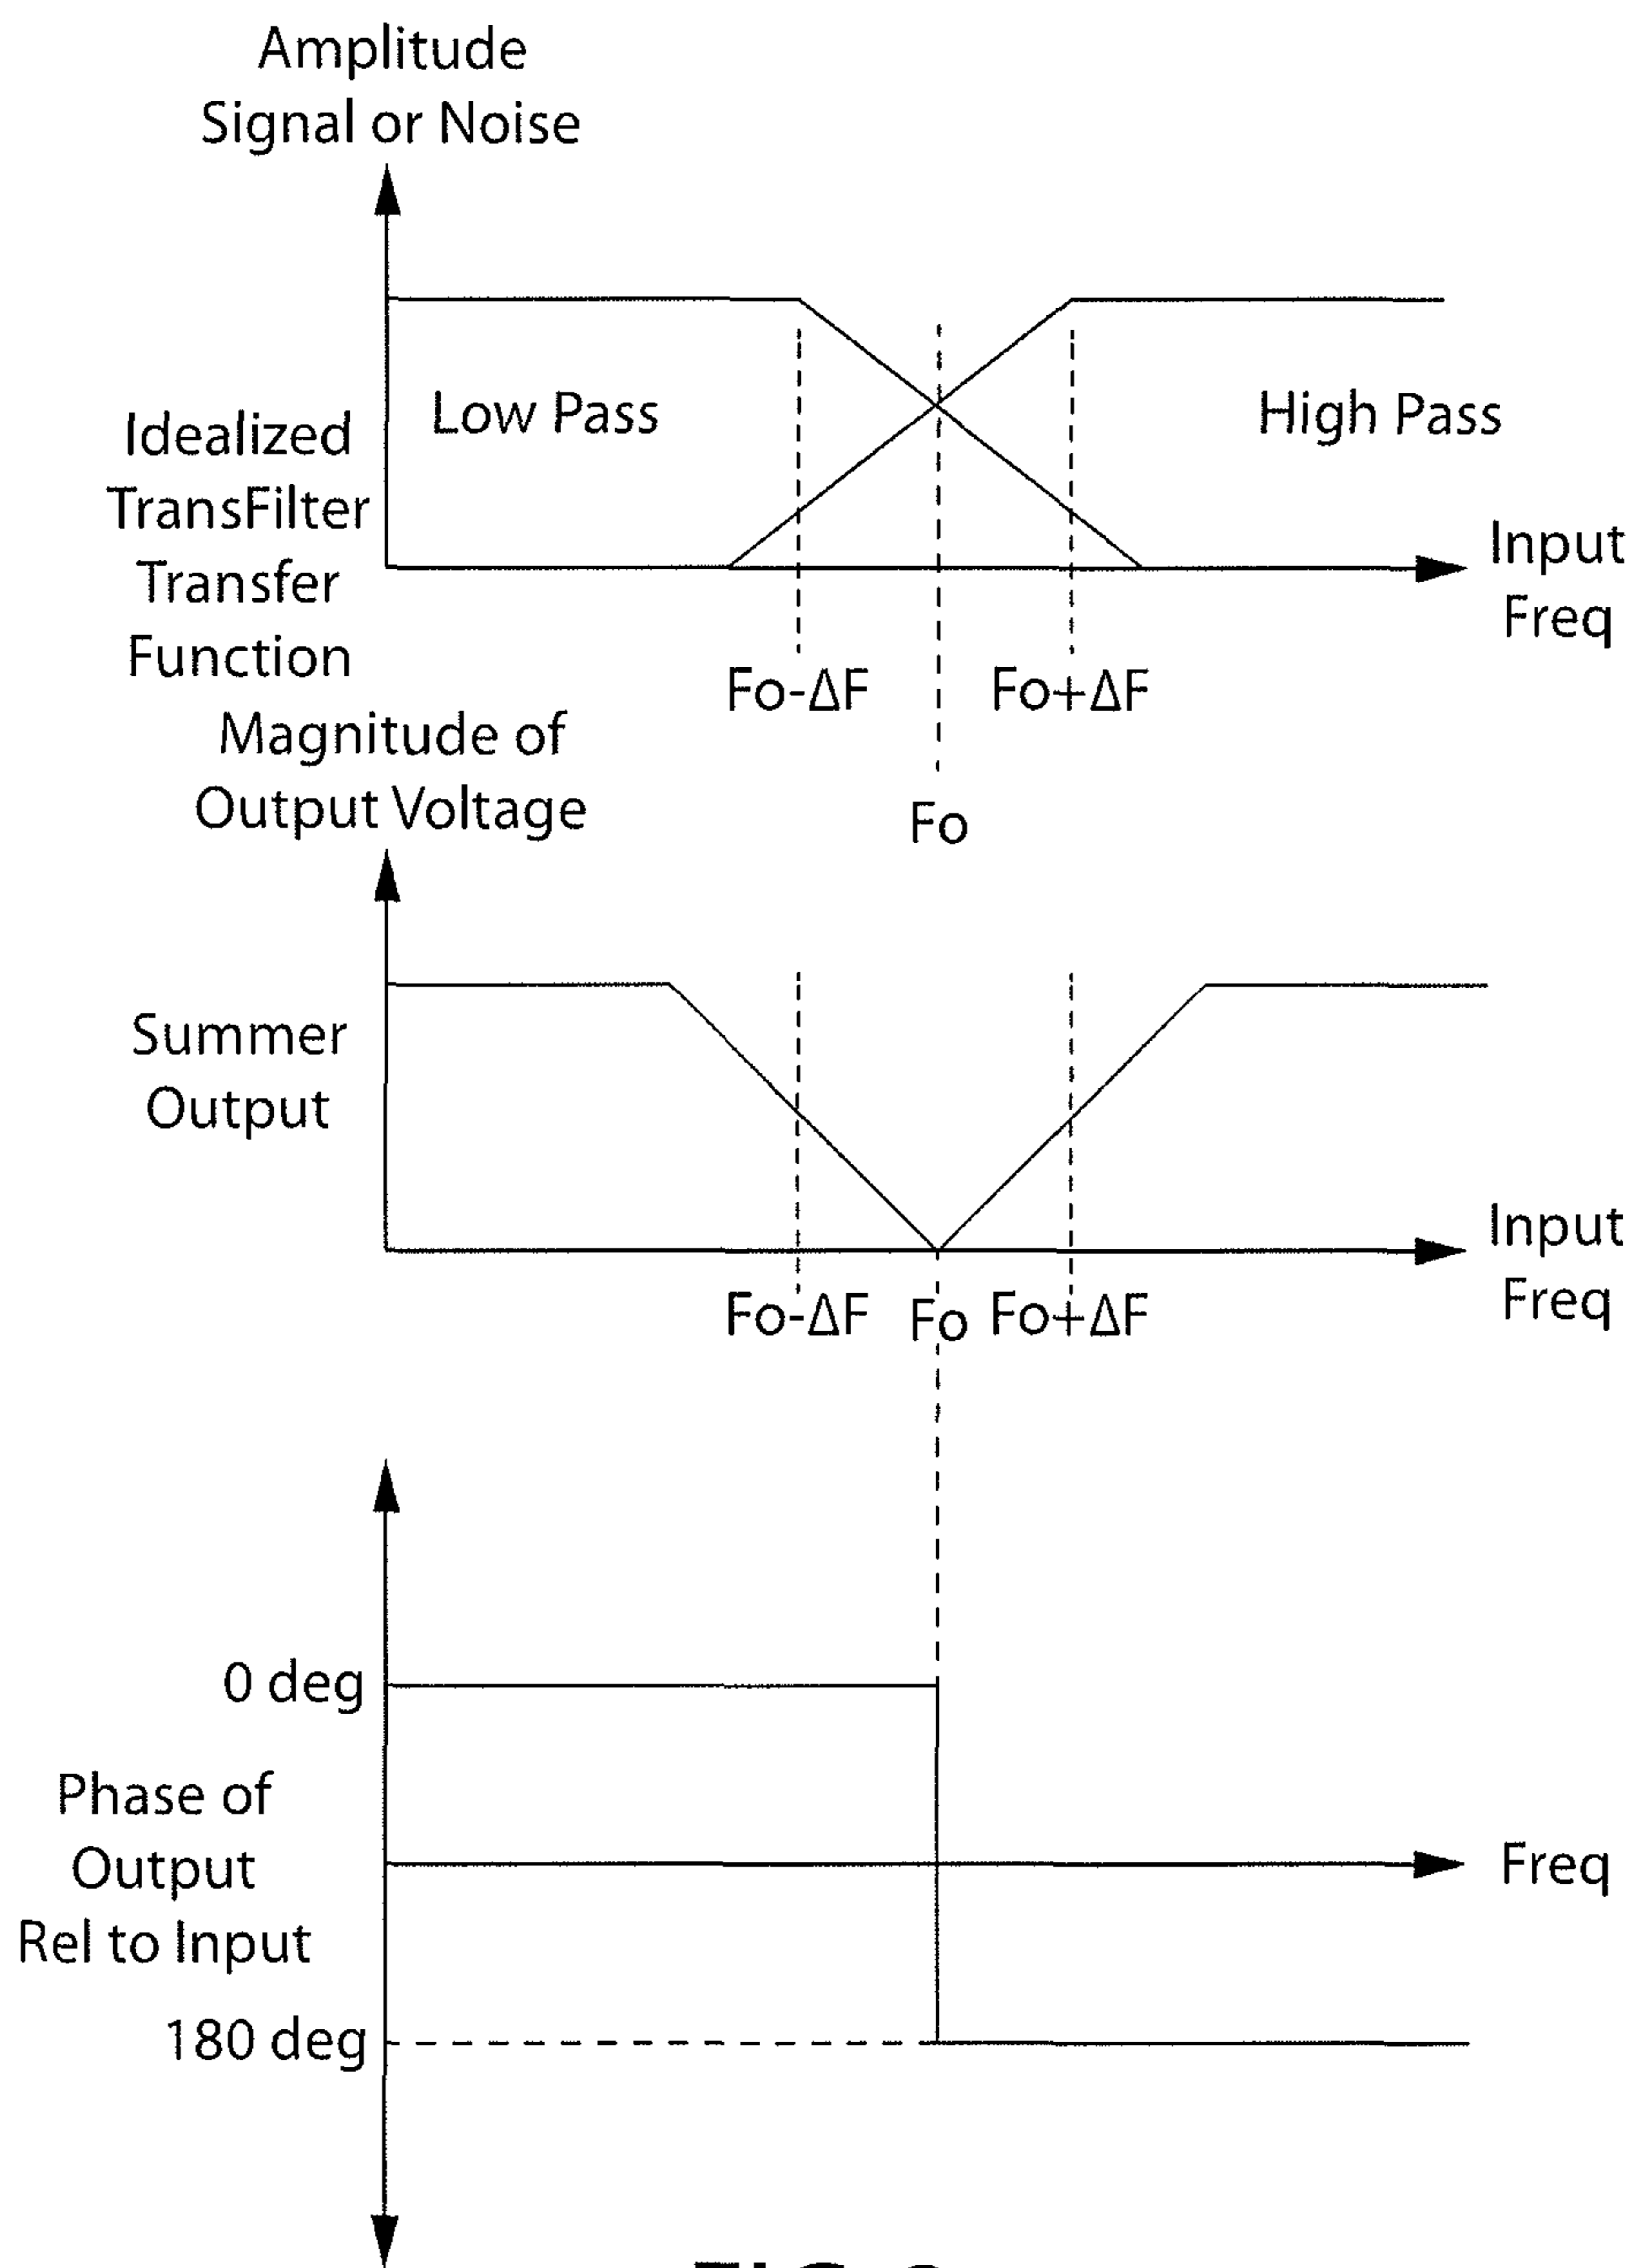 Amplitude
Signal or Noise
Low Pass
High Pass
Idealized
TransFilter
Transfer
Function
Input
Freq
Fo-ΔF
Fo+ΔF
Fo
Magnitude of
Output Voltage
Summer
Output
Input
Freq
Fo-ΔF
Fo
Fo+ΔF
0 deg
Phase of
Output
Rel to Input
Freq
180 deg